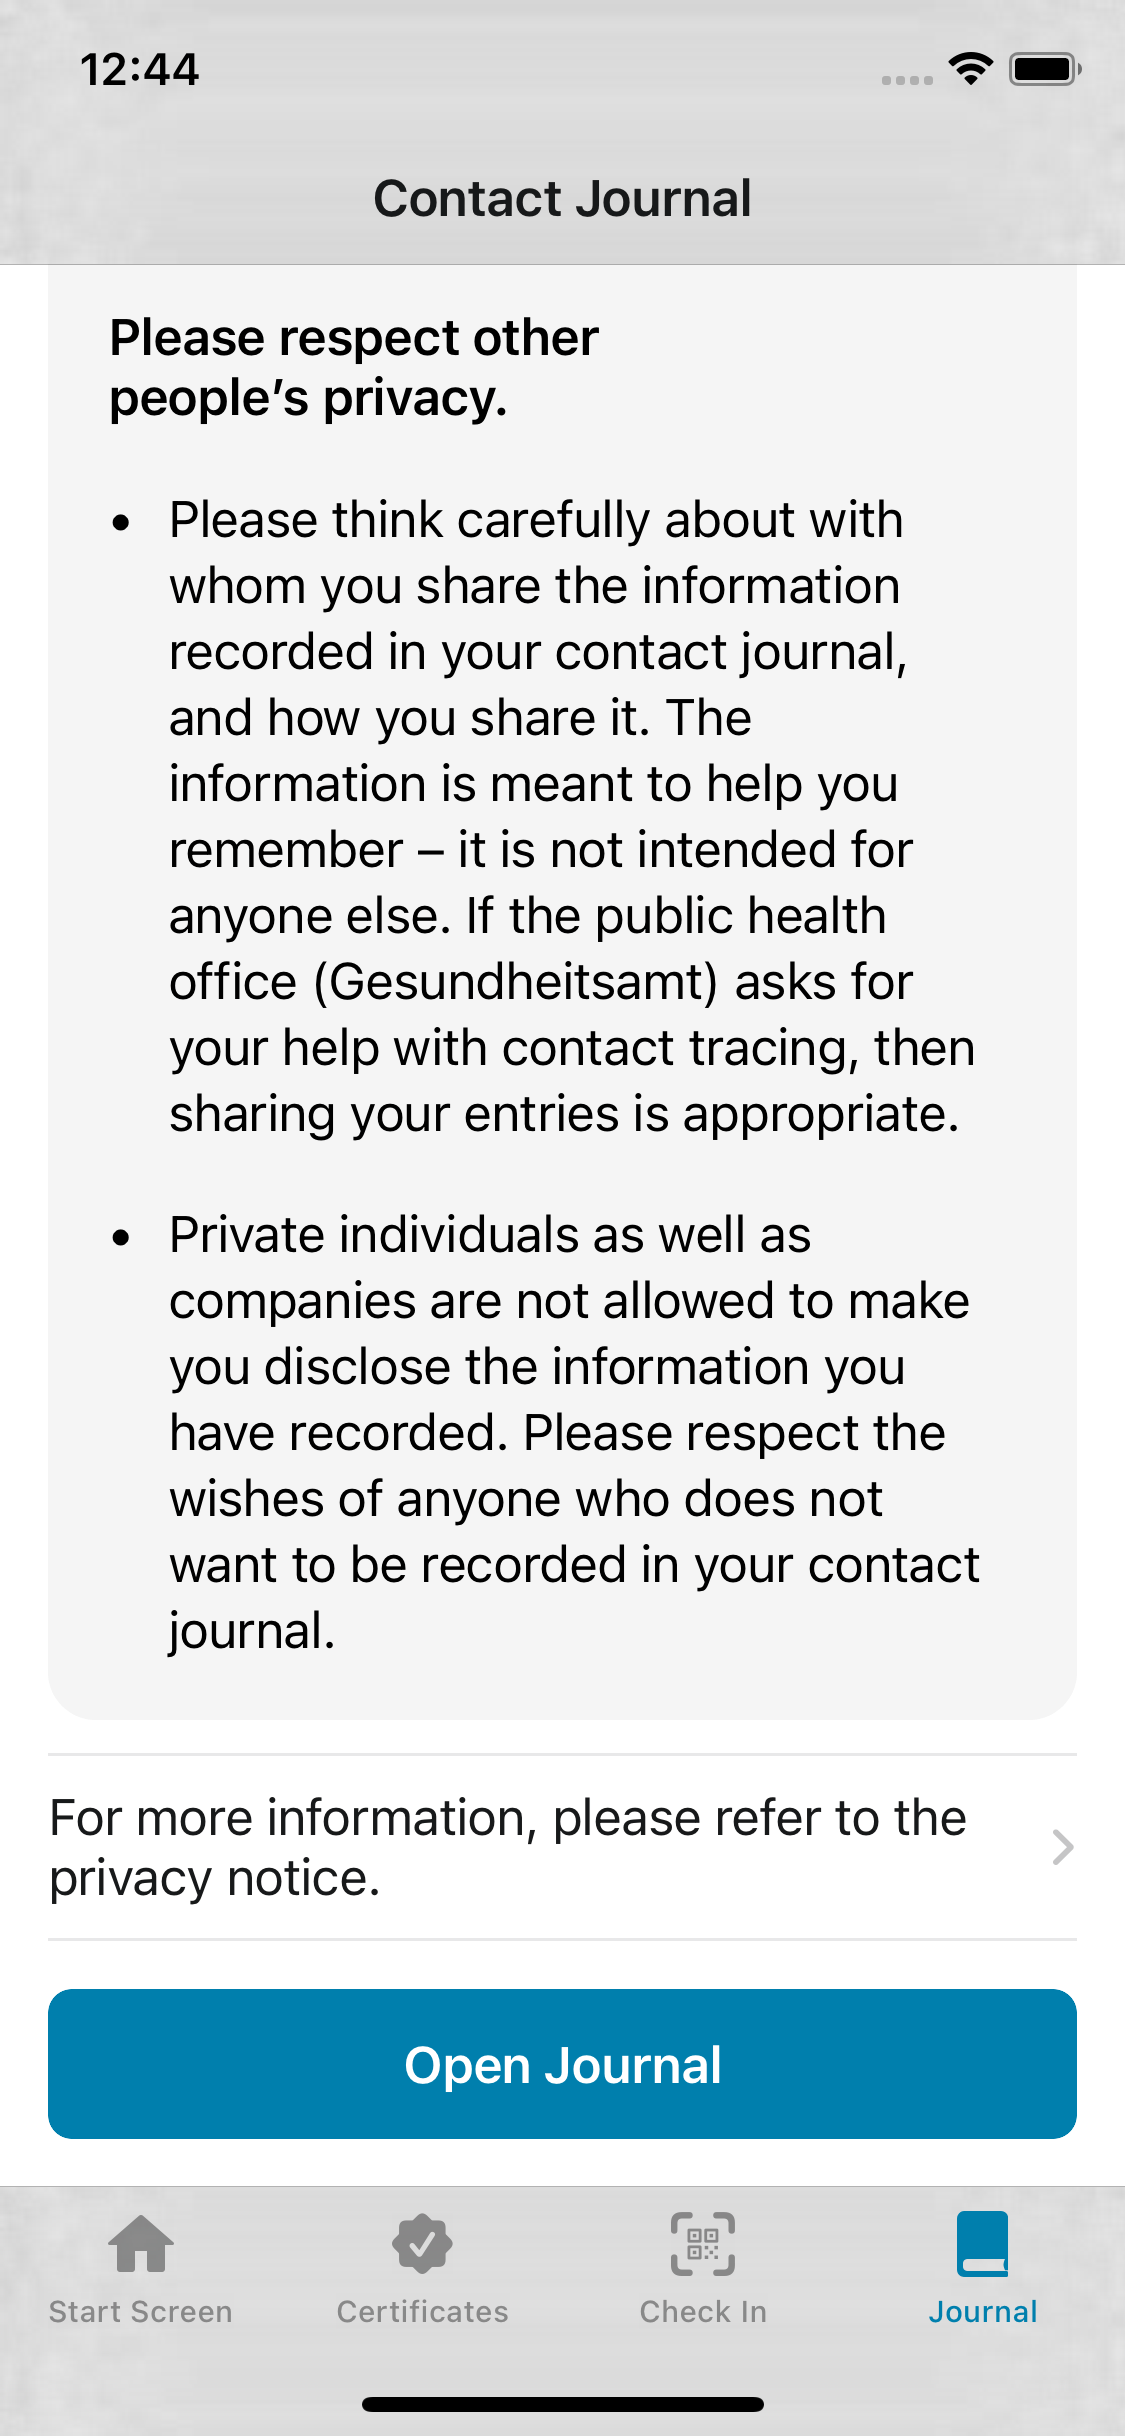 12:44
Contact Journal
Please respect other
people’s privacy.
• Please think carefully about with
whom you share the information
recorded in your contact journal,
and how you share it. The
information is meant to help you
remember – it is not intended for
anyone else. If the public health
office (Gesundheitsamt) asks for
your help with contact tracing, then
sharing your entries is appropriate.
• Private individuals as well as
companies are not allowed to make
you disclose the information you
have recorded. Please respect the
wishes of anyone who does not
want to be recorded in your contact
journal.
For more information, please refer to the
privacy notice.
Open Journal
Start Screen
Certificates
Check In
Journal